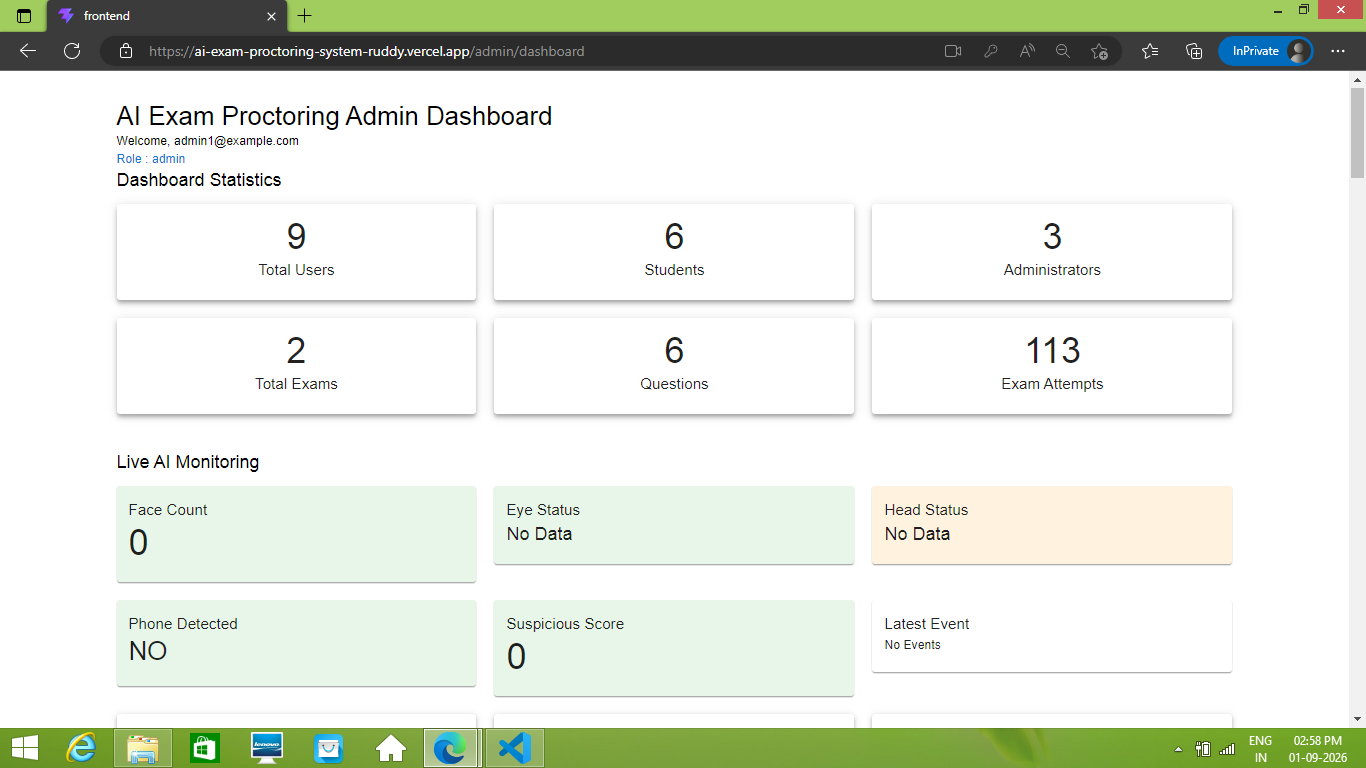 frontend
https://ai-exam-proctoring-system-ruddy.vercel.app/admin/dashboard
InPrivate
AI Exam Proctoring Admin Dashboard
Welcome, admin1@example.com
Role : admin
Dashboard Statistics
9
Total Users
6
Students
3
Administrators
2
Total Exams
6
Questions
113
Exam Attempts
Live AI Monitoring
Face Count
0
Eye Status
No Data
Head Status
No Data
Phone Detected
NO
Suspicious Score
0
Latest Event
No Events
lenovo
ENG
IN
02:58 PM
01-09-2026